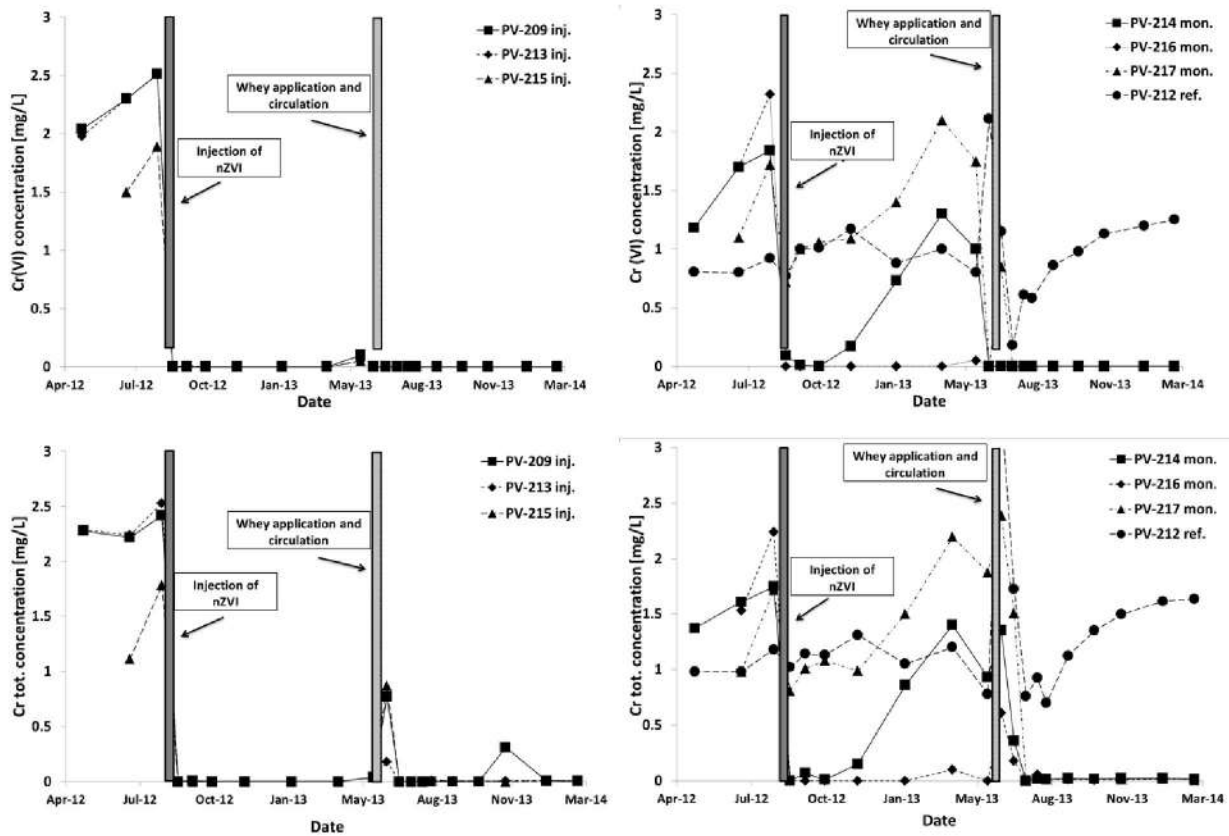 3
2.5
2
1.5
1
0.5
0
Cr(VI) concentration [mg/L]
PV-209 inj.
PV-213 inj.
PV-215 inj.
Whey application and
circulation
Injection of
nZVI
Apr-12 Jul-12 Oct-12 Jan-13 May-13 Aug-13 Nov-13 Mar-14
Date
3
2.5
2
1.5
1
0.5
0
Cr (VI) concentration [mg/L]
PV-214 mon.
PV-216 mon.
PV-217 mon.
PV-212 ref.
Whey application and
circulation
Injection of
nZVI
Apr-12 Jul-12 Oct-12 Jan-13 May-13 Aug-13 Nov-13 Mar-14
Date
3
2.5
2
1.5
1
0.5
0
Cr tot. concentration [mg/L]
PV-209 inj.
PV-213 inj.
PV-215 inj.
Whey application and
circulation
Injection of
nZVI
Apr-12 Jul-12 Oct-12 Jan-13 May-13 Aug-13 Nov-13 Mar-14
Date
3
2.5
2
1.5
1
0.5
0
Cr tot. concentration [mg/L]
PV-214 mon.
PV-216 mon.
PV-217 mon.
PV-212 ref.
Whey application and
circulation
Injection of
nZVI
Apr-12 Jul-12 Oct-12 Jan-13 May-13 Aug-13 Nov-13 Mar-14
Date